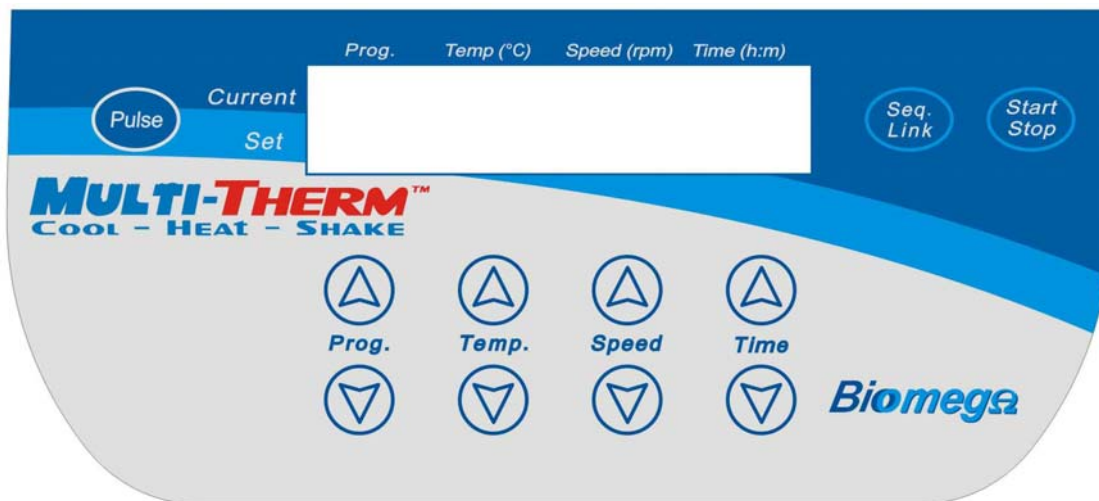 Prog. Temp (°C) Speed (rpm) Time (h:m)
Current
Set
Pulse
Seq.
Link
Start
Stop
MULTI-THERM™
COOL – HEAT – SHAKE
Prog. Temp. Speed Time
BiomegΩ